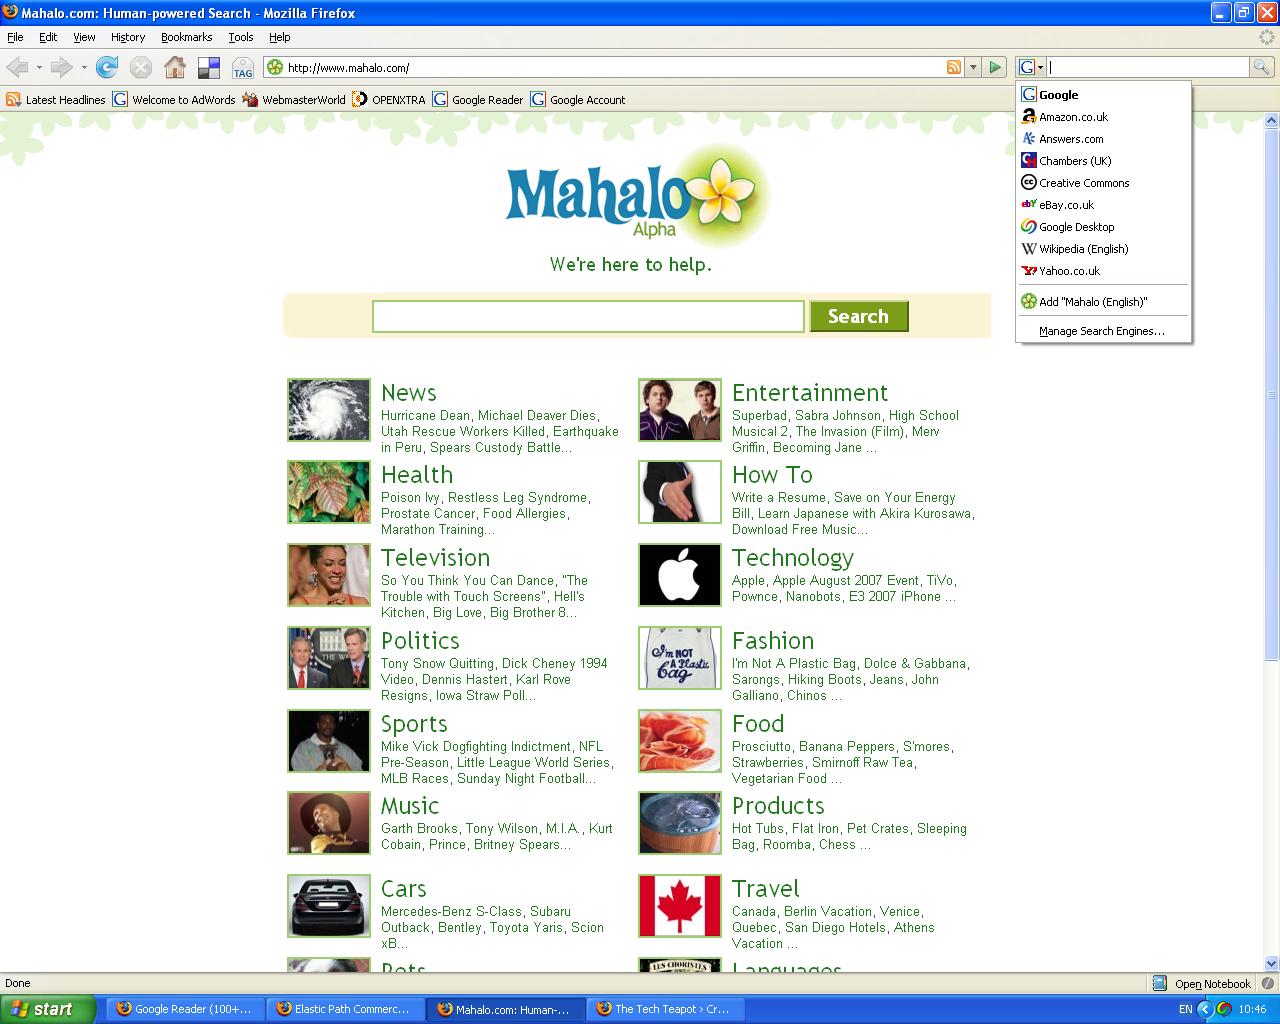 Mahalo.com: Human-powered Search - Mozilla Firefox
File Edit View History Bookmarks Tools Help
TAG
http://www.mahalo.com/
G
Latest Headlines G Welcome to AdWords WebmasterWorld OPENXTRA G Google Reader G Google Account
G Google
a Amazon.co.uk
Answers.com
Chambers (UK)
cc Creative Commons
ebY eBay.co.uk
Google Desktop
W Wikipedia (English)
Y! Yahoo.co.uk
Add "Mahalo (English)"
Manage Search Engines...
Mahalo
Alpha
We're here to help.
Search
News
Hurricane Dean, Michael Deaver Dies,
Utah Rescue Workers Killed, Earthquake
in Peru, Spears Custody Battle...
Entertainment
Superbad, Sabra Johnson, High School
Musical 2, The Invasion (Film), Merv
Griffin, Becoming Jane ...
Health
Poison Ivy, Restless Leg Syndrome,
Prostate Cancer, Food Allergies,
Marathon Training...
How To
Write a Resume, Save on Your Energy
Bill, Learn Japanese with Akira Kurosawa,
Download Free Music...
Television
So You Think You Can Dance, "The
Trouble with Touch Screens", Hell's
Kitchen, Big Love, Big Brother 8...
Technology
Apple, Apple August 2007 Event, TiVo,
Pownce, Nanobots, E3 2007 iPhone ...
THE W
Politics
Tony Snow Quitting, Dick Cheney 1994
Video, Dennis Hastert, Karl Rove
Resigns, Iowa Straw Poll...
I'm NOT
A Plastic
Bag
Fashion
I'm Not A Plastic Bag, Dolce & Gabbana,
Sarongs, Hiking Boots, Jeans, John
Galliano, Chinos ...
Sports
Mike Vick Dogfighting Indictment, NFL
Pre-Season, Little League World Series,
MLB Races, Sunday Night Football...
Food
Prosciutto, Banana Peppers, S'mores,
Strawberries, Smirnoff Raw Tea,
Vegetarian Food ...
Music
Garth Brooks, Tony Wilson, M.I.A., Kurt
Cobain, Prince, Britney Spears...
Products
Hot Tubs, Flat Iron, Pet Crates, Sleeping
Bag, Roomba, Chess ...
Cars
Mercedes-Benz S-Class, Subaru
Outback, Bentley, Toyota Yaris, Scion
xB...
Travel
Canada, Berlin Vacation, Venice,
Quebec, San Diego Hotels, Athens
Vacation ...
Pets
LES CHORISTES
Languages
Done
Open Notebook
start
Google Reader (100+...
Elastic Path Commerc...
Mahalo.com: Human-...
The Tech Teapot › Cr...
EN
10:46